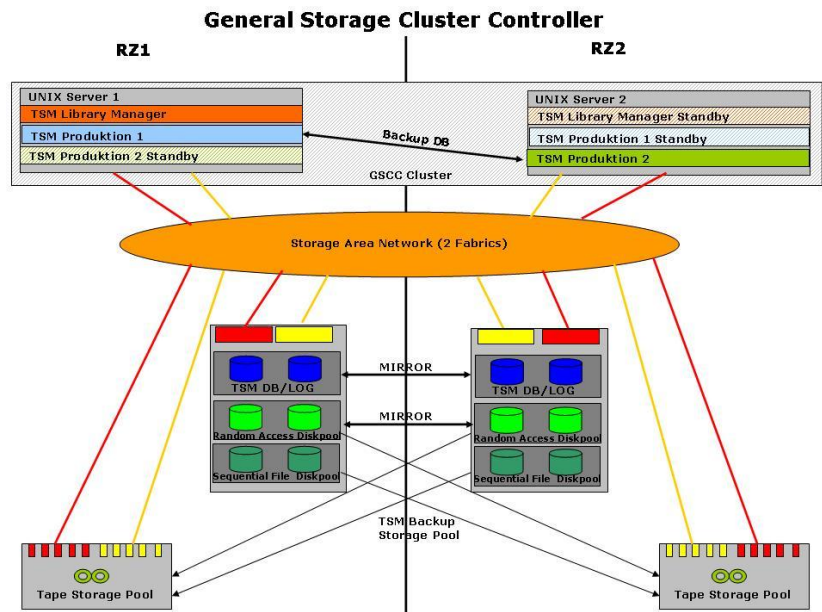 General Storage Cluster Controller
RZ1
RZ2
UNIX Server 1
TSM Library Manager
TSM Produktion 1
TSM Produktion 2 Standby
Backup DB
UNIX Server 2
TSM Library Manager Standby
TSM Produktion 1 Standby
TSM Produktion 2
GSCC Cluster
Storage Area Network (2 Fabrics)
TSM DB/LOG
Random Access Diskpool
Sequential File Diskpool
MIRROR
MIRROR
TSM DB/LOG
Random Access Diskpool
Sequential File Diskpool
TSM Backup
Storage Pool
Tape Storage Pool
Tape Storage Pool